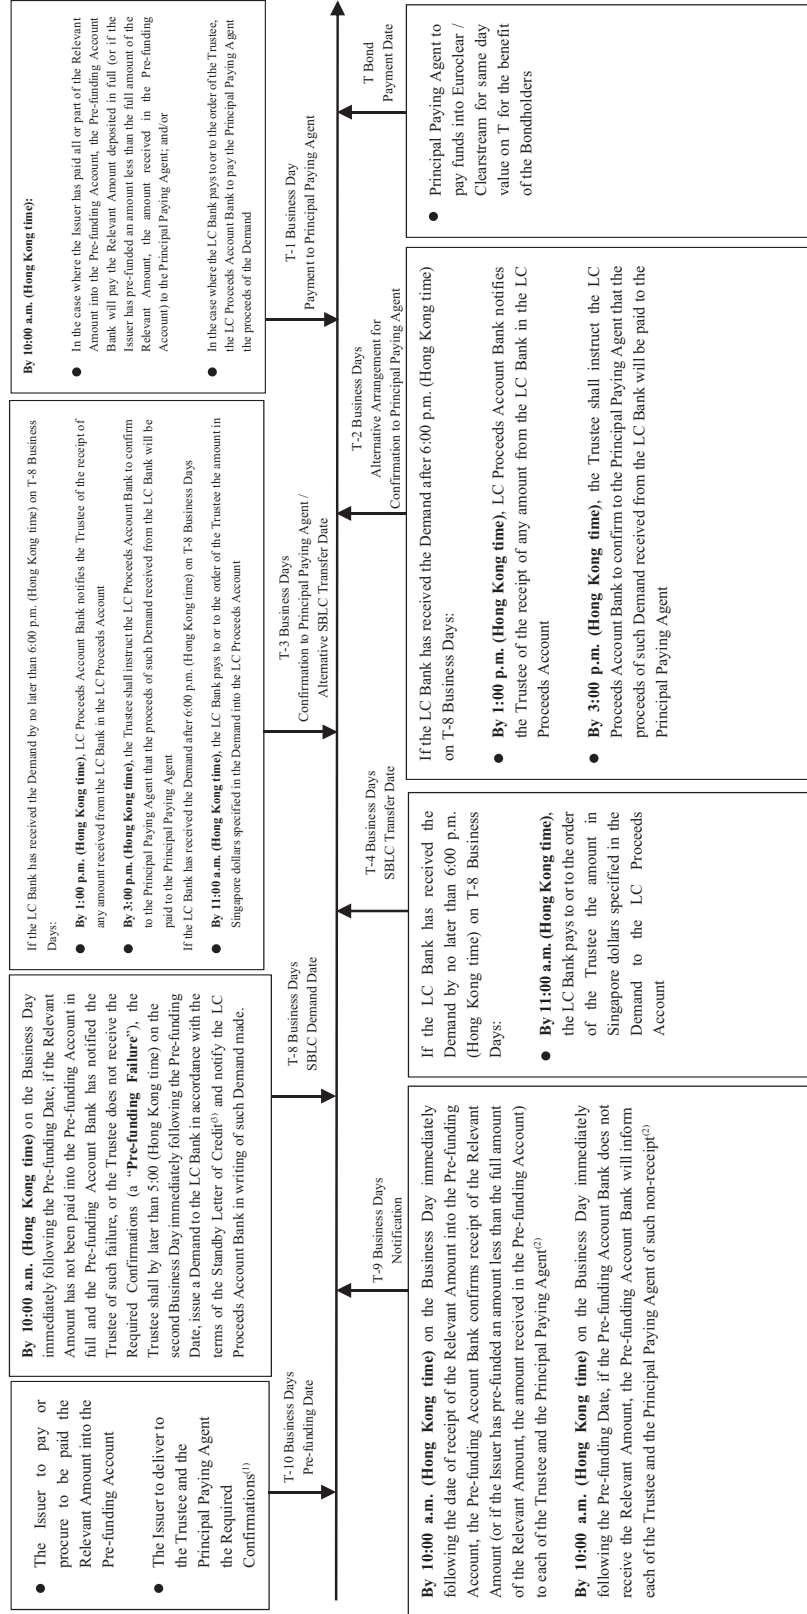 ● The Issuer to pay or
procure to be paid the
Relevant Amount into the
Pre-funding Account
● The Issuer to deliver to
the Trustee and the
Principal Paying Agent
the Required
Confirmations(1)
By 10:00 a.m. (Hong Kong time) on the Business Day
immediately following the Pre-funding Date, if the Relevant
Amount has not been paid into the Pre-funding Account in
full and the Pre-funding Account Bank has notified the
Trustee of such failure, or the Trustee does not receive the
Required Confirmations (a “Pre-funding Failure”), the
Trustee shall by later than 5:00 (Hong Kong time) on the
second Business Day immediately following the Pre-funding
Date, issue a Demand to the LC Bank in accordance with the
terms of the Standby Letter of Credit(3) and notify the LC
Proceeds Account Bank in writing of such Demand made.
If the LC Bank has received the Demand by no later than 6:00 p.m. (Hong Kong time) on T-8 Business
Days:
● By 1:00 p.m. (Hong Kong time), LC Proceeds Account Bank notifies the Trustee of the receipt of
any amount received from the LC Bank in the LC Proceeds Account
● By 3:00 p.m. (Hong Kong time), the Trustee shall instruct the LC Proceeds Account Bank to confirm
to the Principal Paying Agent that the proceeds of such Demand received from the LC Bank will be
paid to the Principal Paying Agent
If the LC Bank has received the Demand after 6:00 p.m. (Hong Kong time) on T-8 Business Days
● By 11:00 a.m. (Hong Kong time), the LC Bank pays to or to the order of the Trustee the amount in
Singapore dollars specified in the Demand into the LC Proceeds Account
By 10:00 a.m. (Hong Kong time):
● In the case where the Issuer has paid all or part of the Relevant
Amount into the Pre-funding Account, the Pre-funding Account
Bank will pay the Relevant Amount deposited in full (or if the
Issuer has pre-funded an amount less than the full amount of the
Relevant Amount, the amount received in the Pre-funding
Account) to the Principal Paying Agent; and/or
● In the case where the LC Bank pays to or to the order of the Trustee,
the LC Proceeds Account Bank to pay the Principal Paying Agent
the proceeds of the Demand
T-10 Business Days
Pre-funding Date
T-9 Business Days
Notification
T-8 Business Days
SBLC Demand Date
T-4 Business Days
SBLC Transfer Date
T-3 Business Days
Confirmation to Principal Paying Agent /
Alternative SBLC Transfer Date
T-2 Business Days
Alternative Arrangement for
Confirmation to Principal Paying Agent
T-1 Business Day
Payment to Principal Paying Agent
T Bond
Payment Date
By 10:00 a.m. (Hong Kong time) on the Business Day immediately
following the date of receipt of the Relevant Amount into the Pre-funding
Account, the Pre-funding Account Bank confirms receipt of the Relevant
Amount (or if the Issuer has pre-funded an amount less than the full amount
of the Relevant Amount, the amount received in the Pre-funding Account)
to each of the Trustee and the Principal Paying Agent(2)
By 10:00 a.m. (Hong Kong time) on the Business Day immediately
following the Pre-funding Date, if the Pre-funding Account Bank does not
receive the Relevant Amount, the Pre-funding Account Bank will inform
each of the Trustee and the Principal Paying Agent of such non-receipt(2)
If the LC Bank has received the
Demand by no later than 6:00 p.m.
(Hong Kong time) on T-8 Business
Days:
● By 11:00 a.m. (Hong Kong time),
the LC Bank pays to or to the order
of the Trustee the amount in
Singapore dollars specified in the
Demand to the LC Proceeds
Account
If the LC Bank has received the Demand after 6:00 p.m. (Hong Kong time)
on T-8 Business Days:
● By 1:00 p.m. (Hong Kong time), LC Proceeds Account Bank notifies
the Trustee of the receipt of any amount from the LC Bank in the LC
Proceeds Account
● By 3:00 p.m. (Hong Kong time), the Trustee shall instruct the LC
Proceeds Account Bank to confirm to the Principal Paying Agent that the
proceeds of such Demand received from the LC Bank will be paid to the
Principal Paying Agent
● Principal Paying Agent to
pay funds into Euroclear /
Clearstream for same day
value on T for the benefit
of the Bondholders